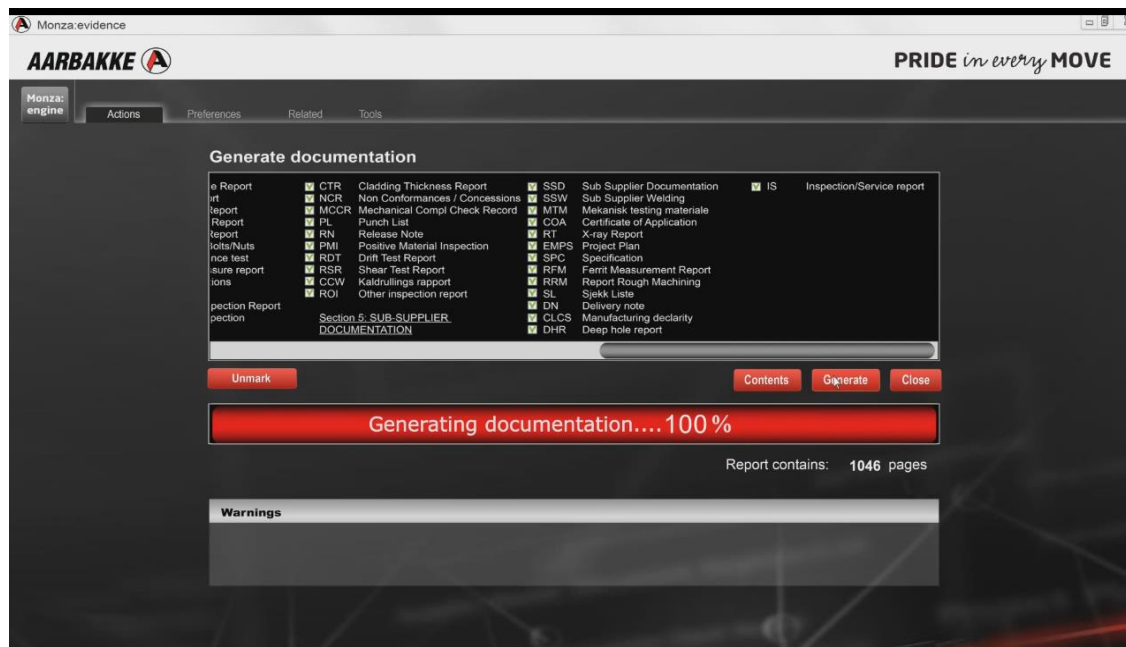 Monza:evidence
AARBAKKE
PRIDE in every MOVE
Monza:
engine
Actions
Preferences
Related
Tools
Generate documentation
e Report
rt
Report
Report
Report
Bolts/Nuts
nce test
sure report
ions
pection Report
pection
CTR Cladding Thickness Report
NCR Non Conformances / Concessions
MCCR Mechanical Compl Check Record
PL Punch List
RN Release Note
PMI Positive Material Inspection
RDT Drift Test Report
RSR Shear Test Report
CCW Kaldrullings rapport
ROI Other inspection report
Section 5: SUB-SUPPLIER
DOCUMENTATION
SSD Sub Supplier Documentation
SSW Sub Supplier Welding
MTM Mekanisk testing materiale
COA Certificate of Application
RT X-ray Report
EMPS Project Plan
SPC Specification
RFM Ferrit Measurement Report
RRM Report Rough Machining
SL Sjekk Liste
DN Delivery note
CLCS Manufacturing declarity
DHR Deep hole report
IS Inspection/Service report
Unmark
Contents
Generate
Close
Generating documentation....100 %
Report contains: 1046 pages
Warnings